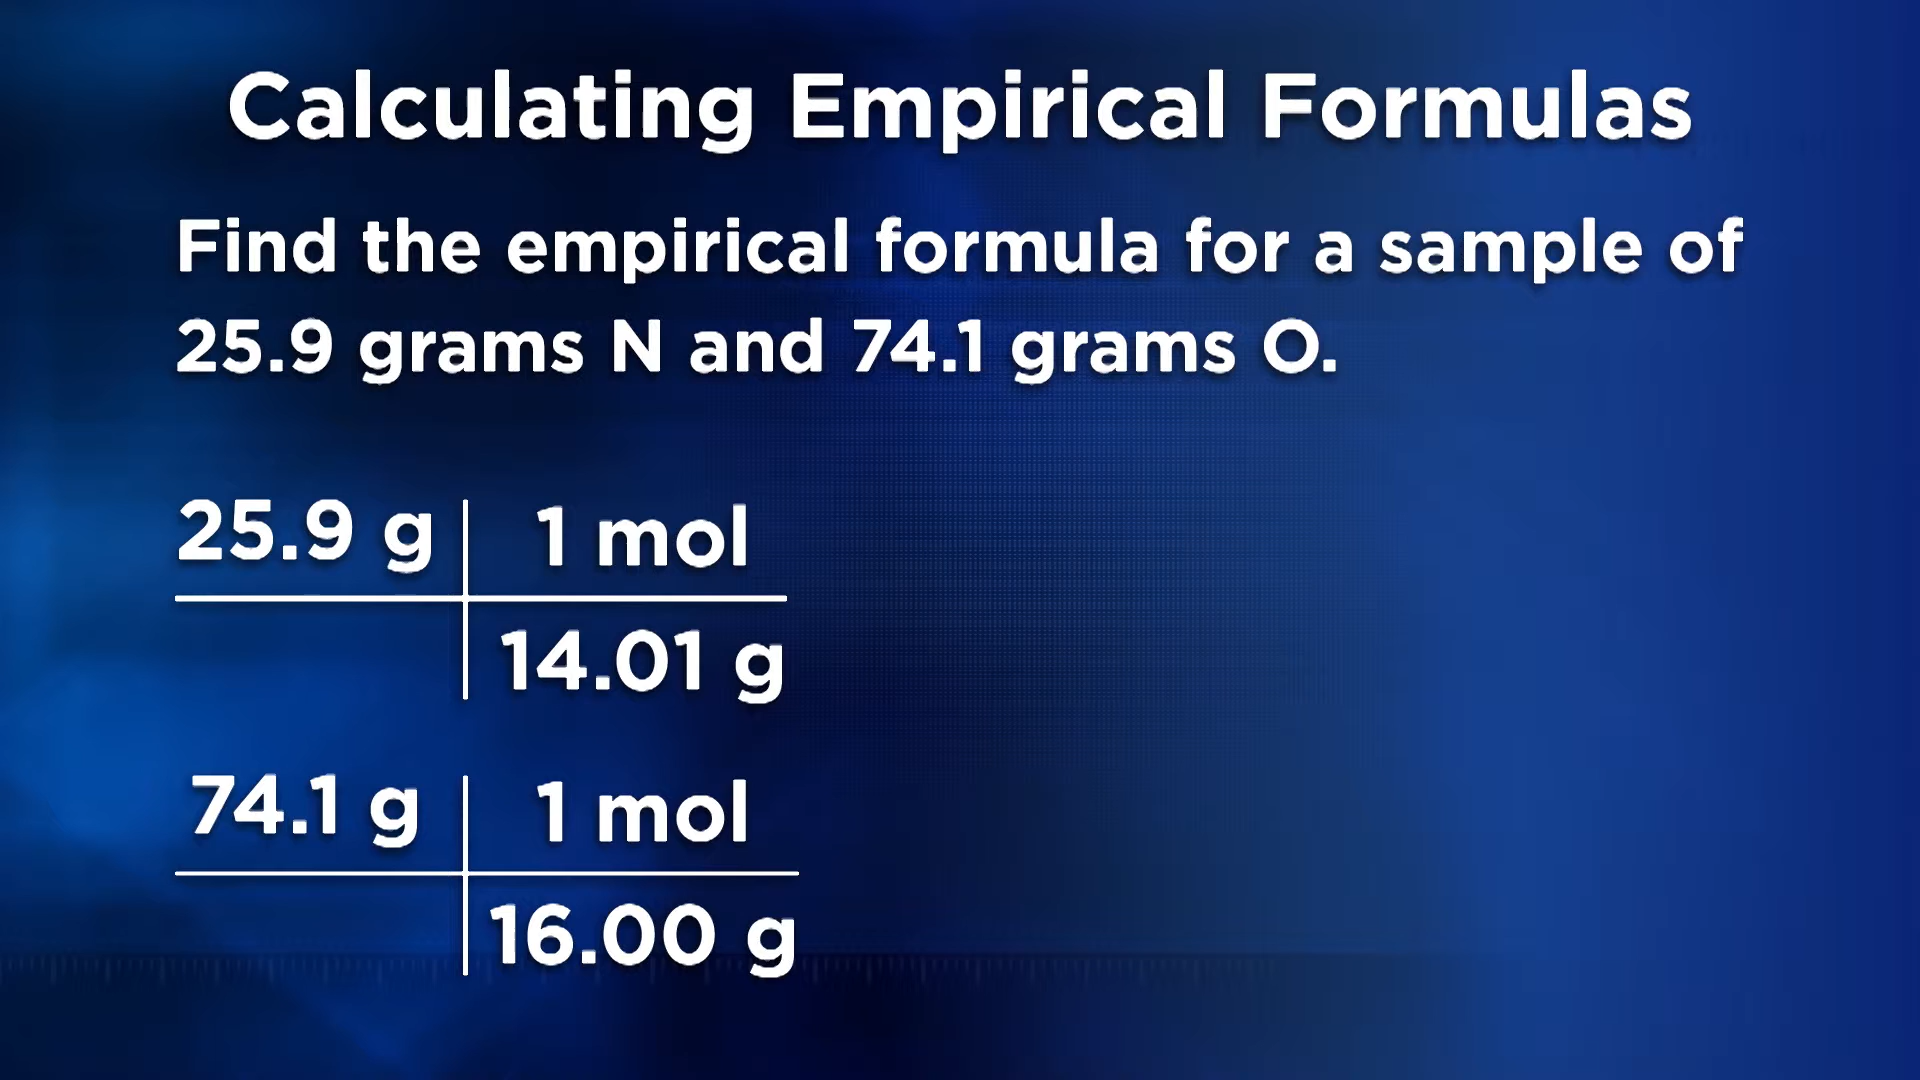 Calculating Empirical Formulas
Find the empirical formula for a sample of
25.9 grams N and 74.1 grams O.
25.9 g 1 mol
14.01 g
74.1 g 1 mol
16.00 g